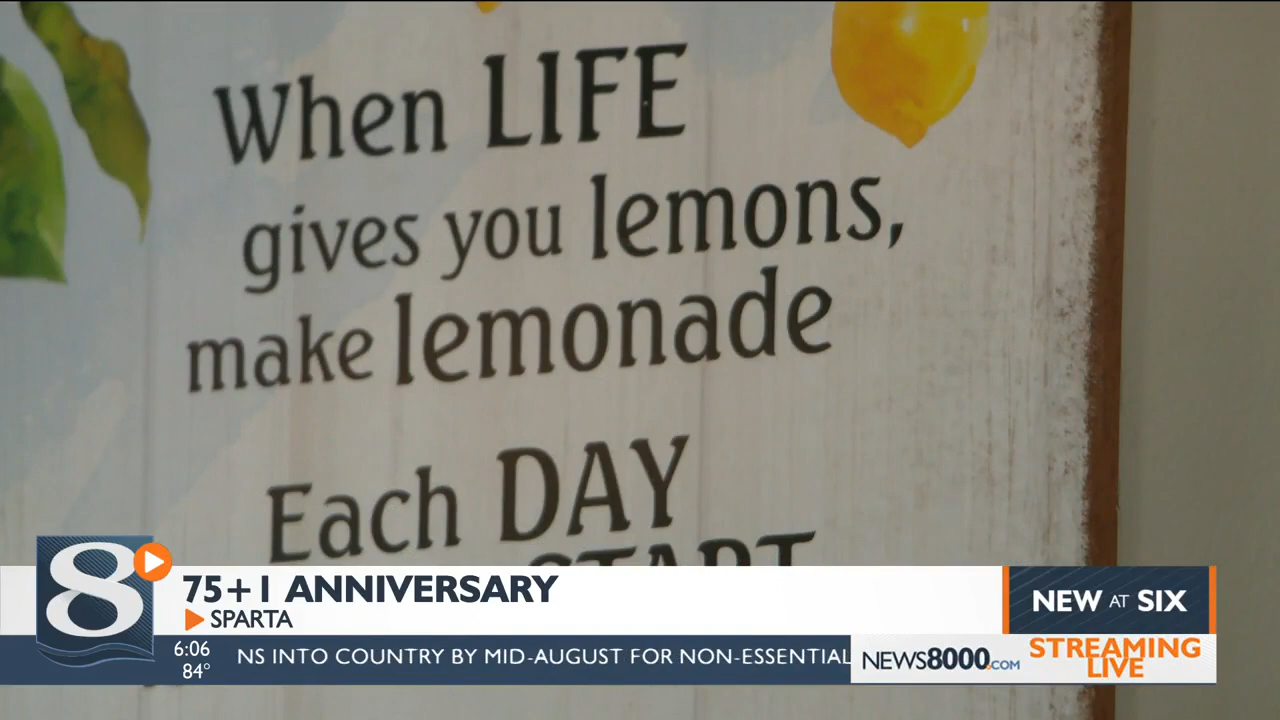 When LIFE
gives you lemons,
make lemonade
Each DAY
START
8
75+1 ANNIVERSARY
SPARTA
NEW AT SIX
6:06
84°
NS INTO COUNTRY BY MID-AUGUST FOR NON-ESSENTIAL
NEWS8000.COM
STREAMING
LIVE